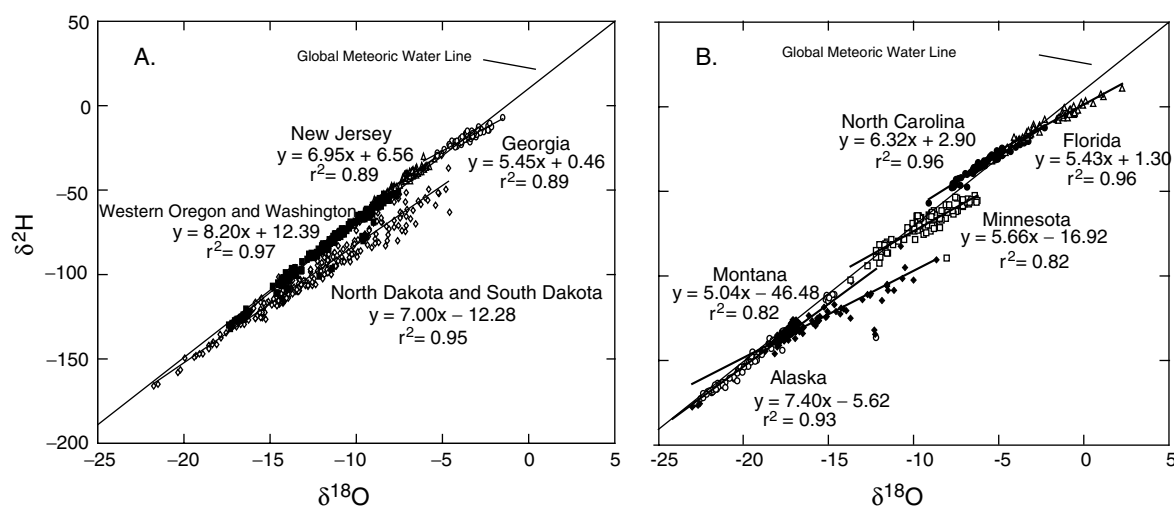 A.
Global Meteoric Water Line
New Jersey
y = 6.95x + 6.56
r² = 0.89
Georgia
y = 5.45x + 0.46
r² = 0.89
Western Oregon and Washington
y = 8.20x + 12.39
r² = 0.97
North Dakota and South Dakota
y = 7.00x − 12.28
r² = 0.95
50
0
−50
−100
−150
−200
δ²H
−25 −20 −15 −10 −5 0 5
δ¹⁸O
B.
Global Meteoric Water Line
North Carolina
y = 6.32x + 2.90
r² = 0.96
Florida
y = 5.43x + 1.30
r² = 0.96
Minnesota
y = 5.66x − 16.92
r² = 0.82
Montana
y = 5.04x − 46.48
r² = 0.82
Alaska
y = 7.40x − 5.62
r² = 0.93
-25 -20 -15 -10 -5 0 5
δ¹⁸O